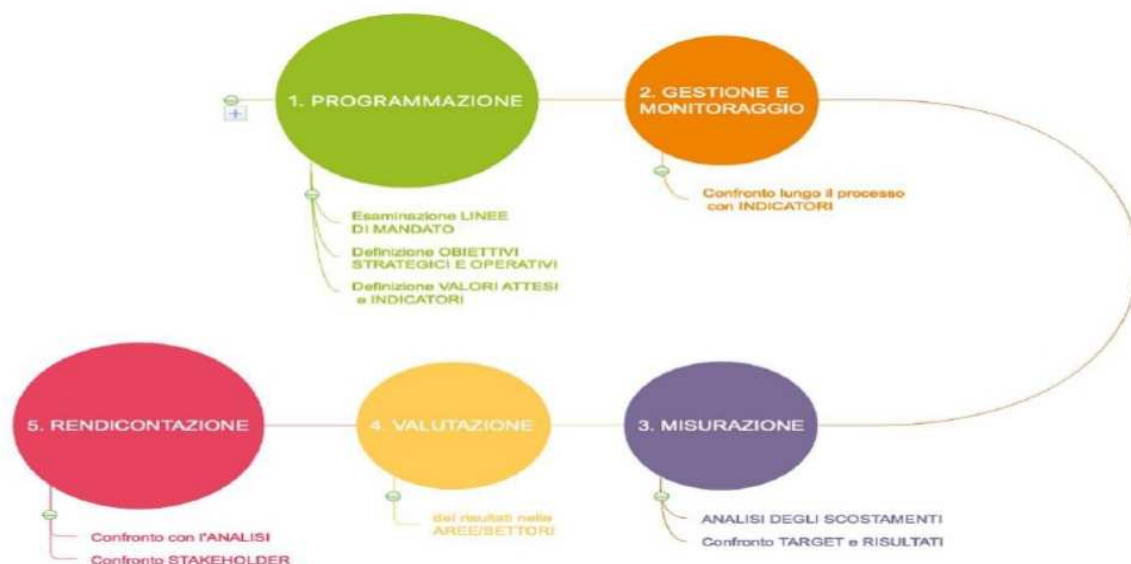 1. PROGRAMMAZIONE
Esaminazione LINEE
DI MANDATO
Definizione OBIETTIVI
STRATEGICI E OPERATIVI
Definizione VALORI ATTESI
e INDICATORI
2. GESTIONE E
MONITORAGGIO
Confronto lungo il processo
con INDICATORI
3. MISURAZIONE
ANALISI DEGLI SCOSTAMENTI
Confronto TARGET e RISULTATI
4. VALUTAZIONE
dei risultati nelle
AREE/SETTORI
5. RENDICONTAZIONE
Confronto con l'ANALISI
Confronto STAKEHOLDER